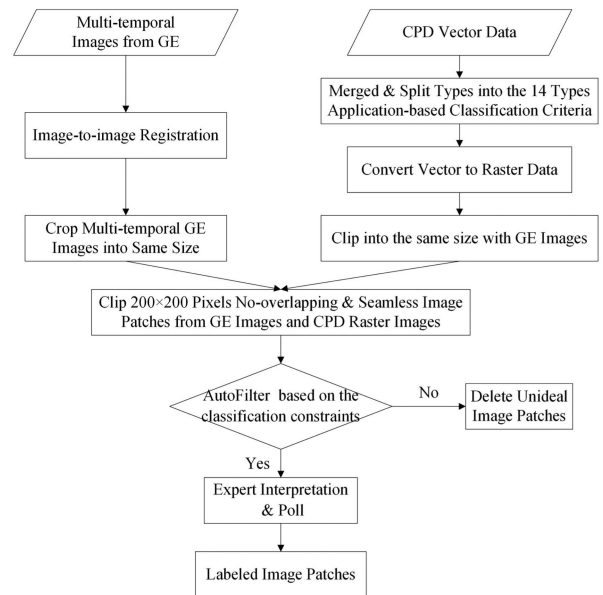 Multi-temporal
Images from GE
CPD Vector Data
Image-to-image Registration
Merged & Split Types into the 14 Types
Application-based Classification Criteria
Convert Vector to Raster Data
Crop Multi-temporal GE
Images into Same Size
Clip into the same size with GE Images
Clip 200×200 Pixels No-overlapping & Seamless Image
Patches from GE Images and CPD Raster Images
AutoFilter based on the
classification constraints
No
Delete Unideal
Image Patches
Yes
Expert Interpretation
& Poll
Labeled Image Patches